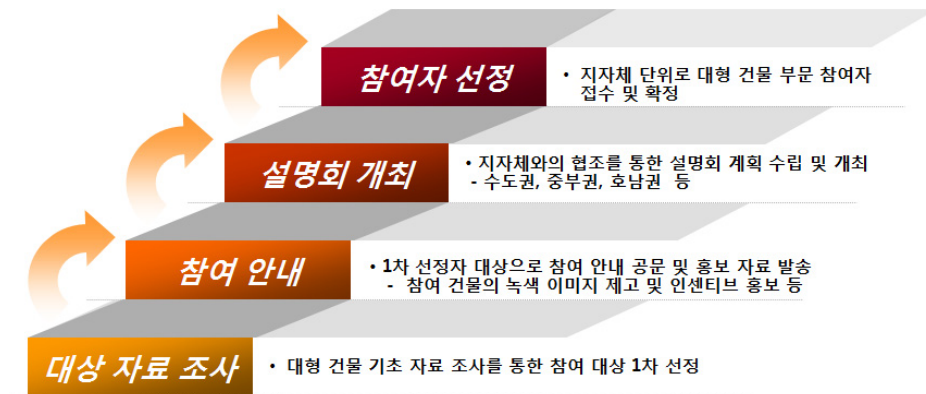 참여자 선정
• 지자체 단위로 대형 건물 부문 참여자
접수 및 확정
설명회 개최
• 지자체와의 협조를 통한 설명회 계획 수립 및 개최
- 수도권, 중부권, 호남권 등
참여 안내
• 1차 선정자 대상으로 참여 안내 공문 및 홍보 자료 발송
- 참여 건물의 녹색 이미지 제고 및 인센티브 홍보 등
대상 자료 조사
• 대형 건물 기초 자료 조사를 통한 참여 대상 1차 선정